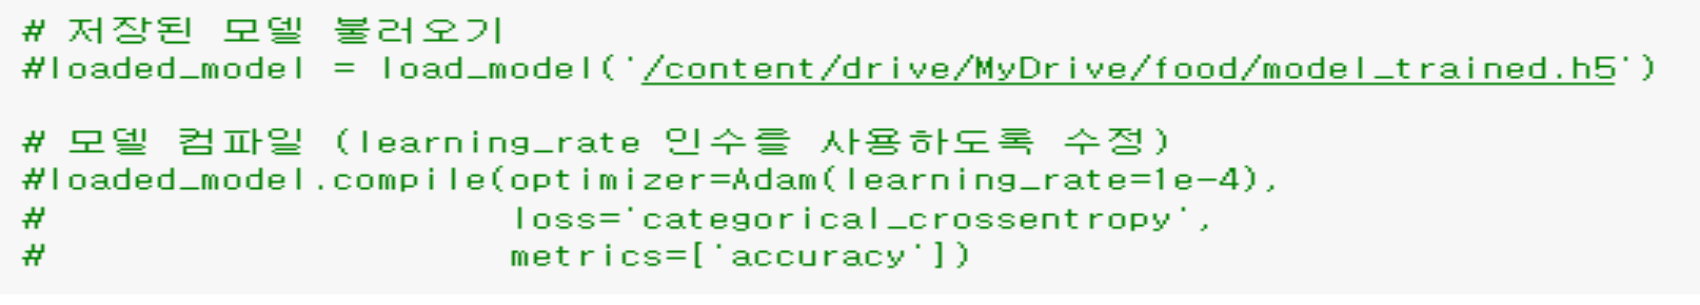 # 저장된 모델 불러오기
#loaded_model = load_model('/content/drive/MyDrive/food/model_trained.h5')
# 모델 컴파일 (learning_rate 인수를 사용하도록 수정)
#loaded_model.compile(optimizer=Adam(learning_rate=1e-4),
#                         loss='categorical_crossentropy',
#                         metrics=['accuracy'])